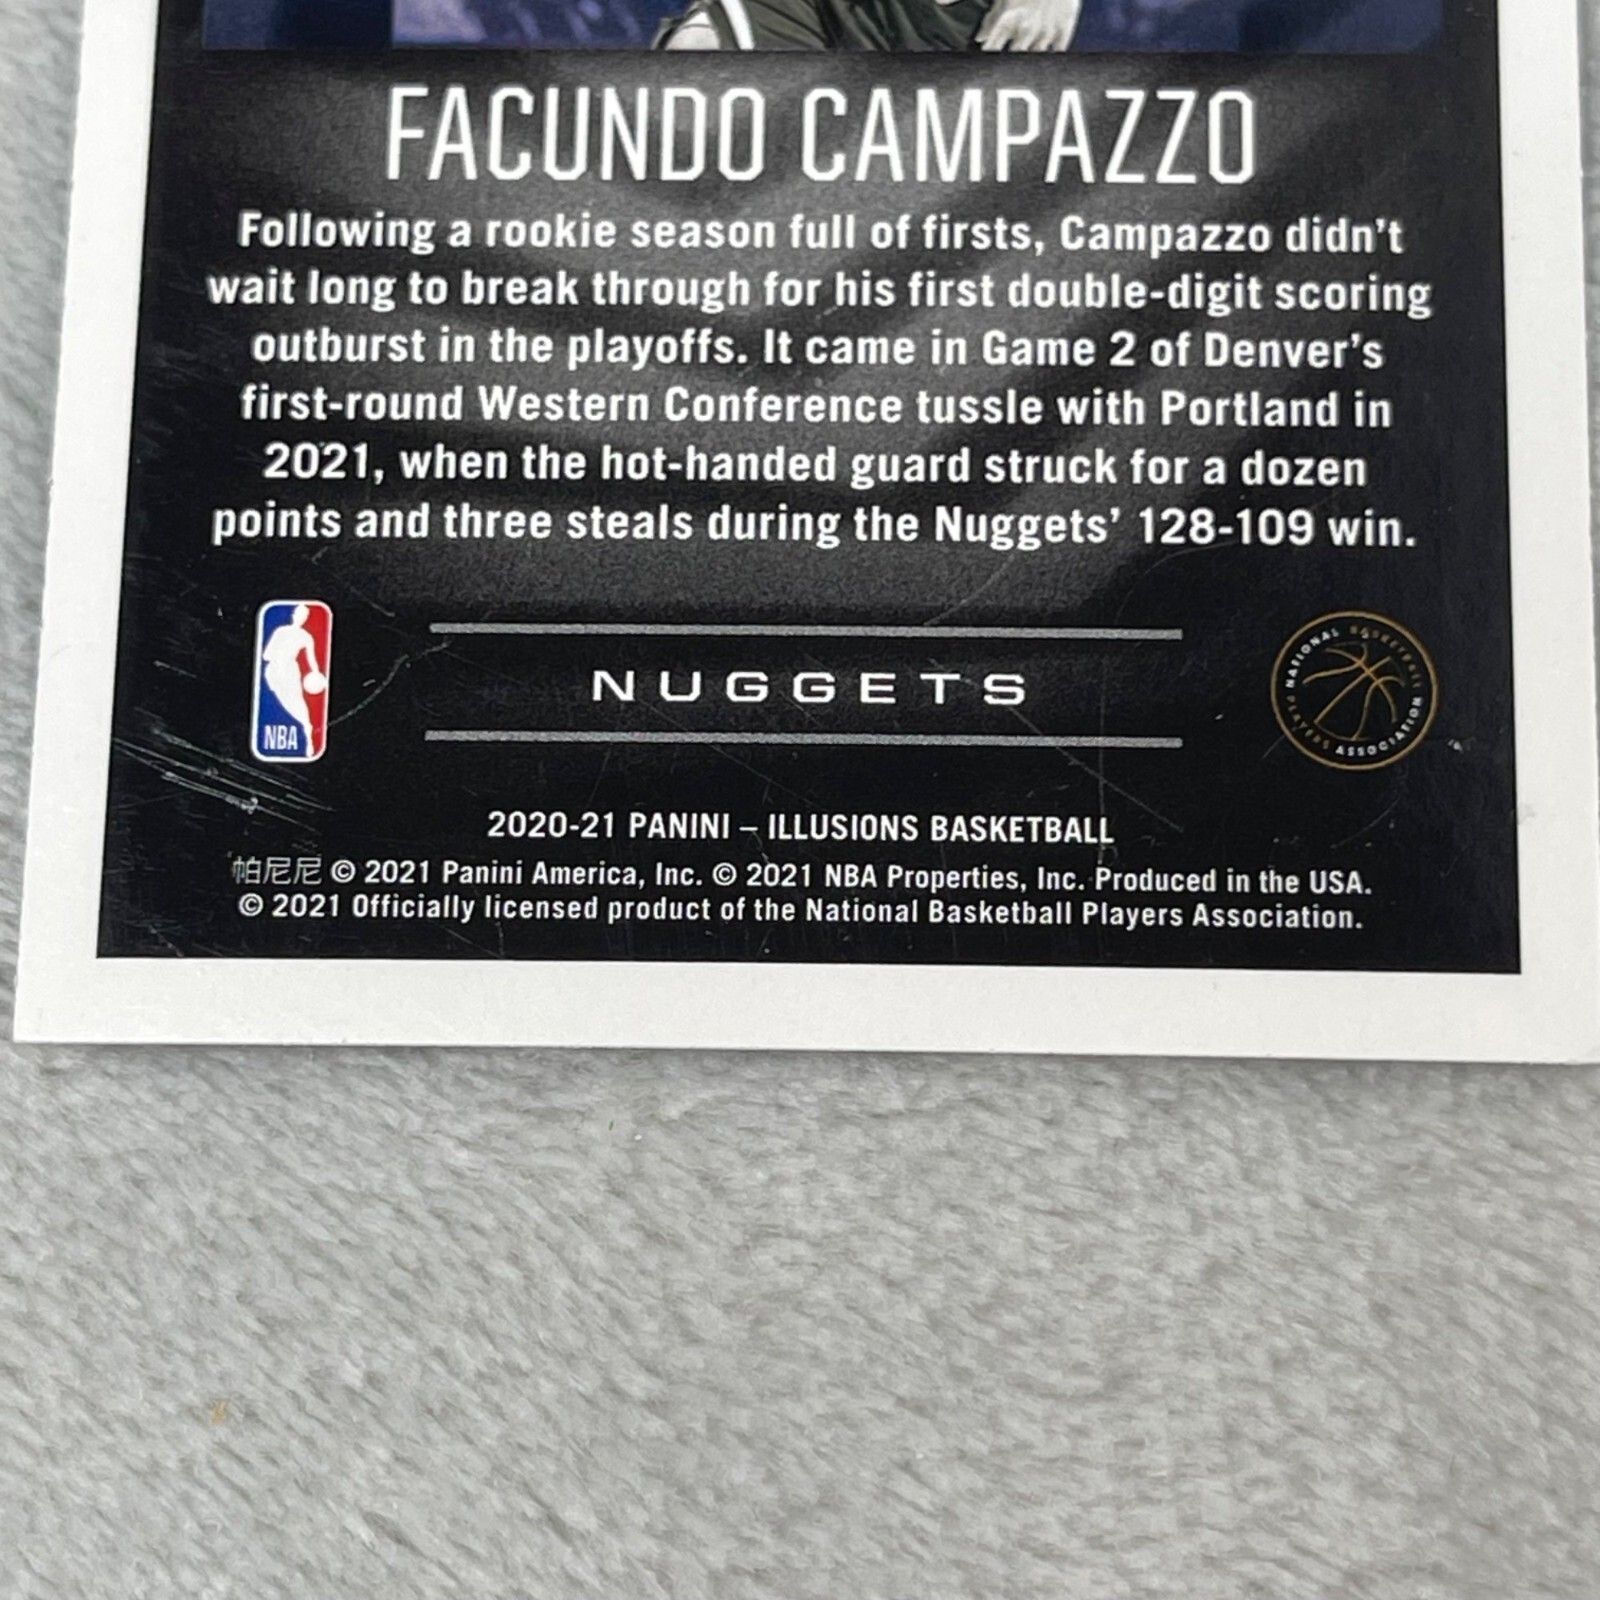 FACUNDO CAMPAZZO
Following a rookie season full of firsts, Campazzo didn't
wait long to break through for his first double-digit scoring
outburst in the playoffs. It came in Game 2 of Denver's
first-round Western Conference tussle with Portland in
2021, when the hot-handed guard struck for a dozen
points and three steals during the Nuggets' 128-109 win.
NBA
NUGGETS
NATIONAL BASKETBALL PLAYERS ASSOCIATION
2020-21 PANINI – ILLUSIONS BASKETBALL
帕尼尼 © 2021 Panini America, Inc. © 2021 NBA Properties, Inc. Produced in the USA.
© 2021 Officially licensed product of the National Basketball Players Association.